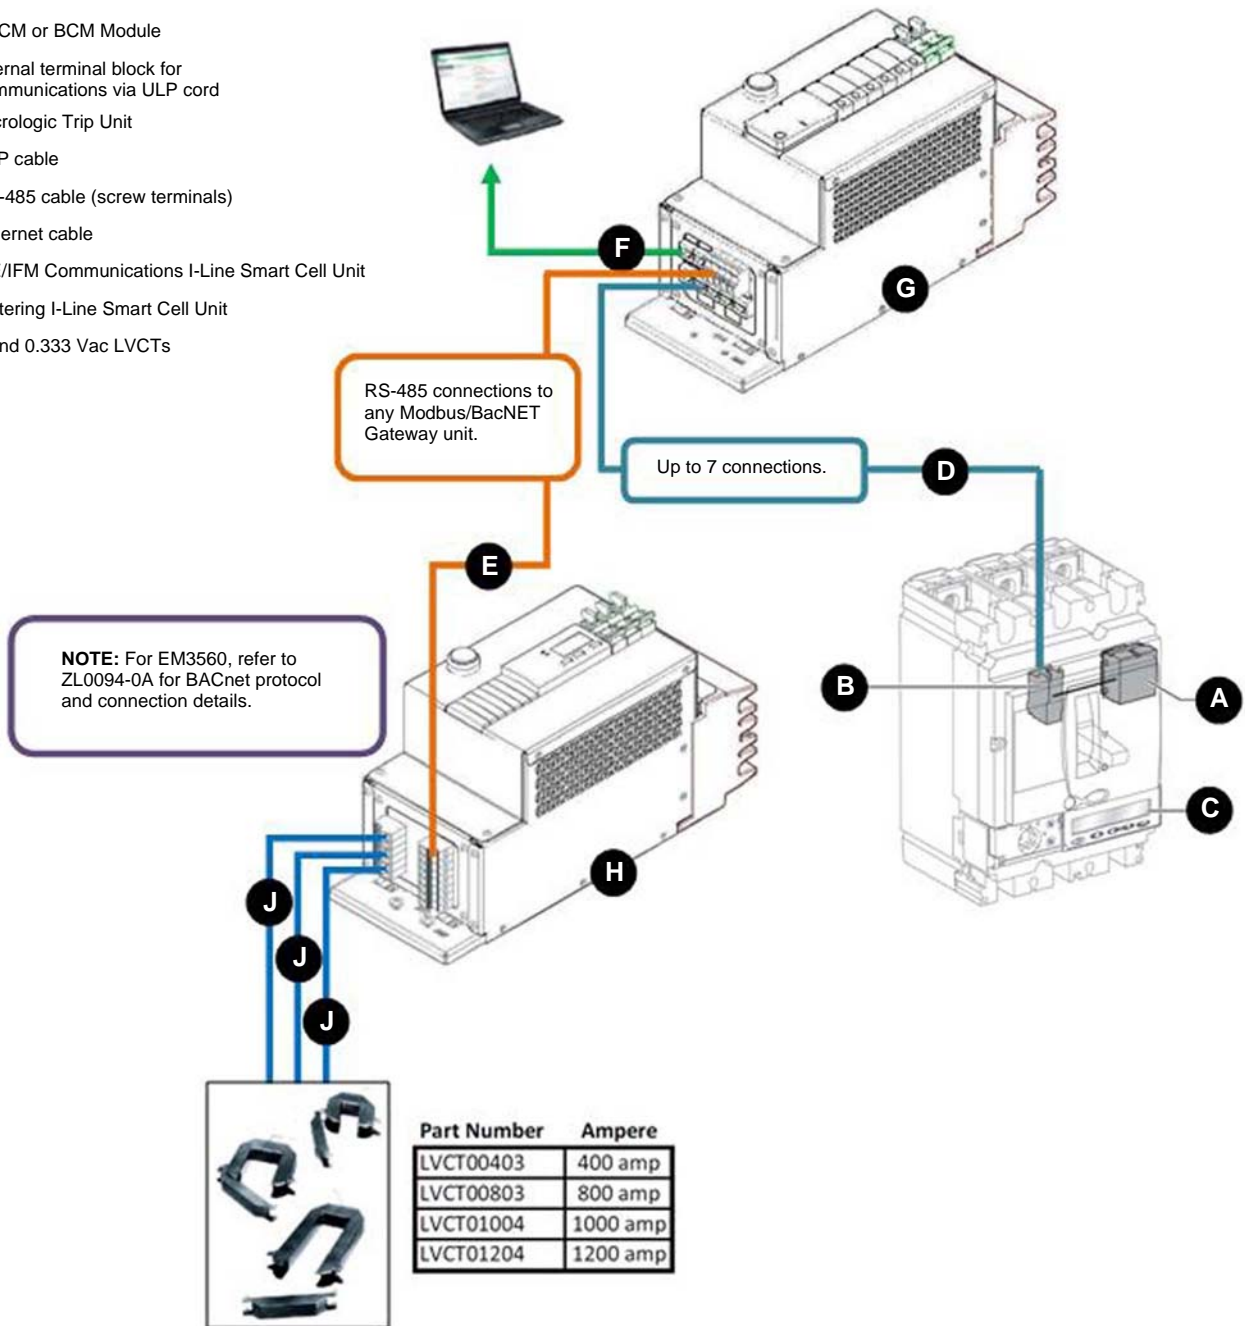 CM or BCM Module
ernal terminal block for
mmunications via ULP cord
crologic Trip Unit
P cable
-485 cable (screw terminals)
ernet cable
/IFM Communications I-Line Smart Cell Unit
tering I-Line Smart Cell Unit
nd 0.333 Vac LVCTs
F
G
RS-485 connections to
any Modbus/BacNET
Gateway unit.
Up to 7 connections.
D
E
NOTE: For EM3560, refer to
ZL0094-0A for BACnet protocol
and connection details.
B
A
C
H
J
J
J
Part Number Ampere
LVCT00403 400 amp
LVCT00803 800 amp
LVCT01004 1000 amp
LVCT01204 1200 amp